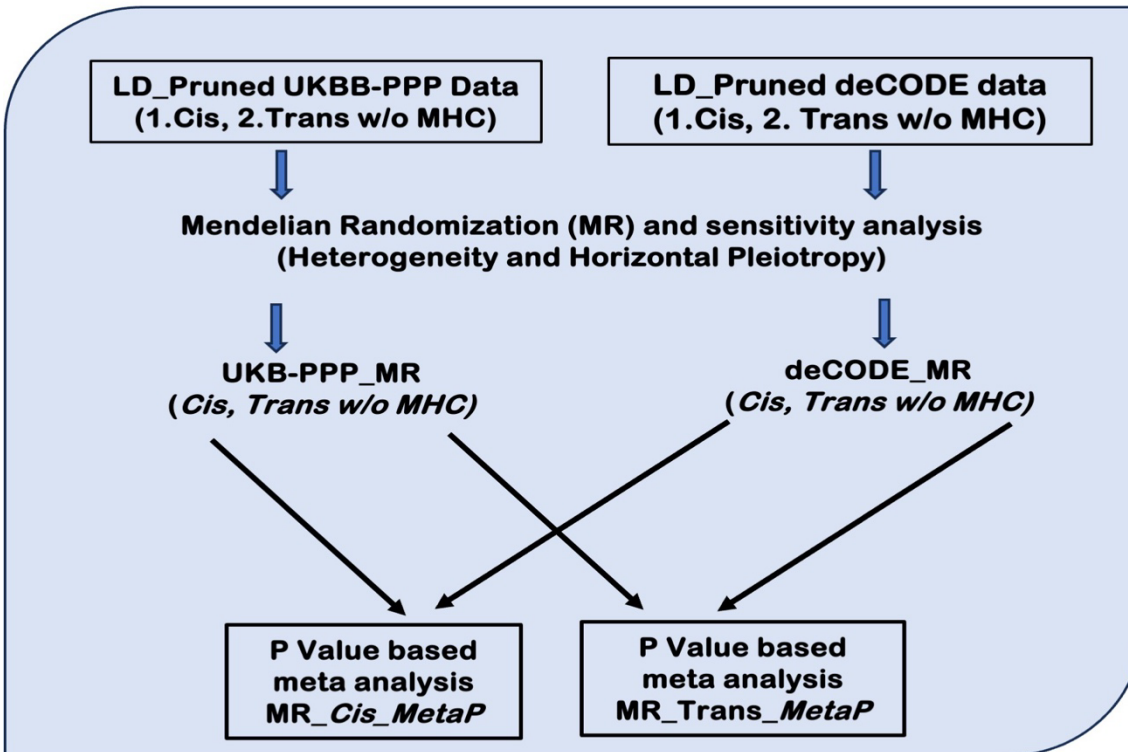 LD_Pruned UKBB-PPP Data
(1.Cis, 2.Trans w/o MHC)
LD_Pruned deCODE data
(1.Cis, 2. Trans w/o MHC)
Mendelian Randomization (MR) and sensitivity analysis
(Heterogeneity and Horizontal Pleiotropy)
UKB-PPP_MR
(Cis, Trans w/o MHC)
deCODE_MR
(Cis, Trans w/o MHC)
P Value based
meta analysis
MR_Cis_MetaP
P Value based
meta analysis
MR_Trans_MetaP